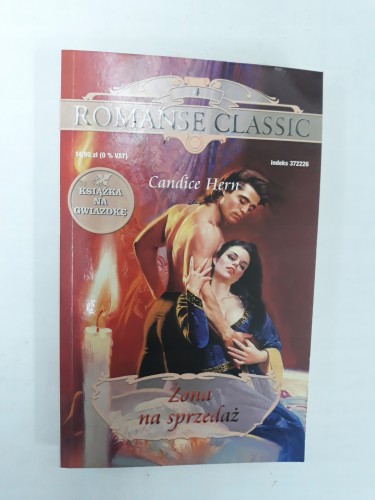 ROMANSE CLASSIC
14,90 zł (0 % VAT)
indeks 372226
KSIĄŻKA
NA
GWIAZDKĘ
Candice Hern
Żona
na sprzedaż